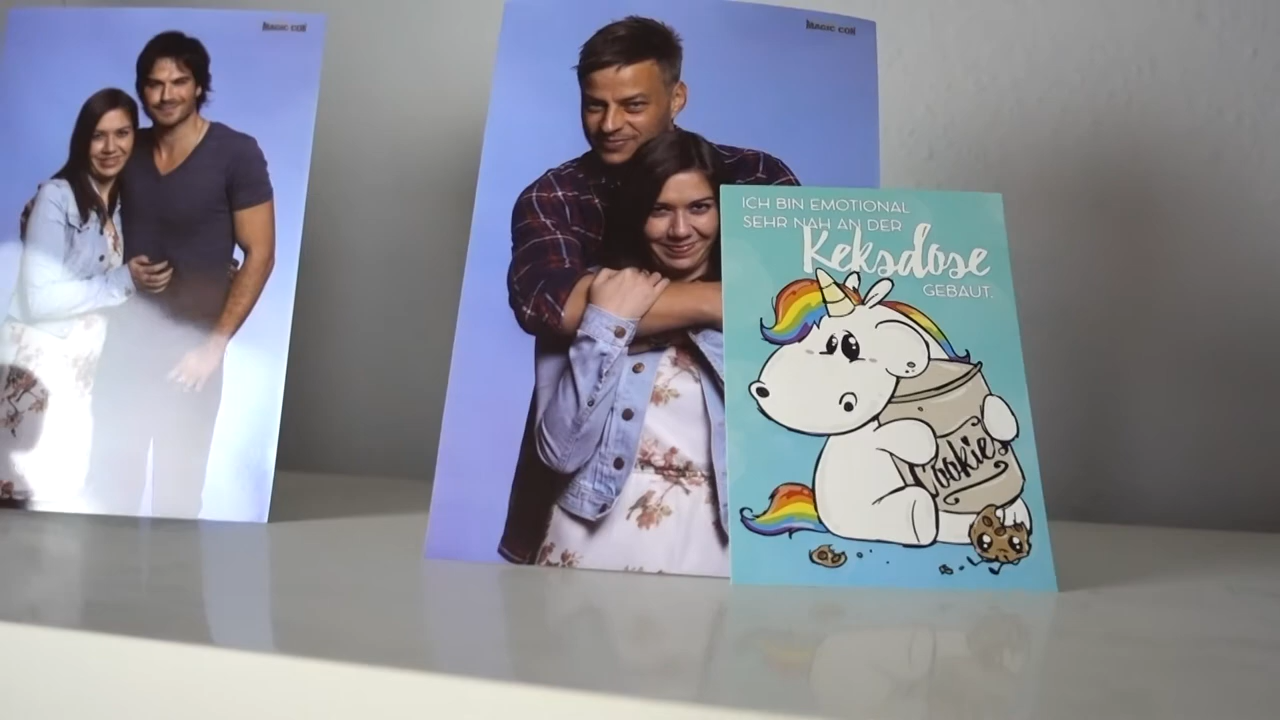 MAGIC CON
MAGIC CON
ICH BIN EMOTIONAL
SEHR NAH AN DER
Keksdose
GEBAUT.
Cookies